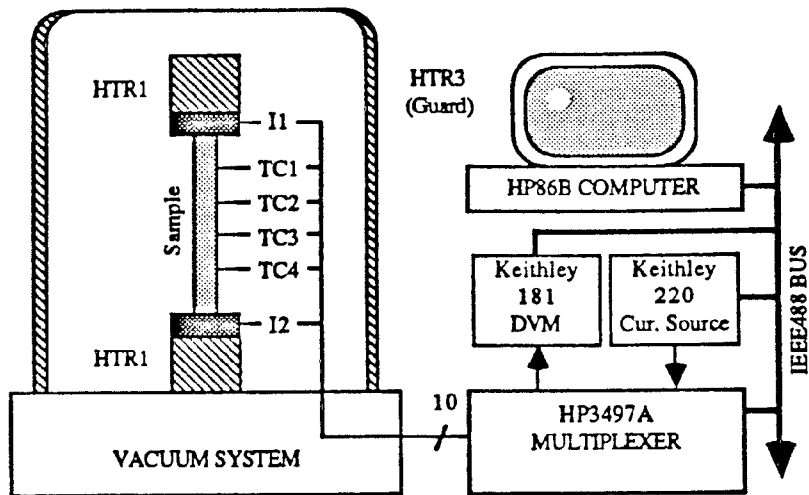 HTR1
I1
TC1
TC2
TC3
TC4
Sample
I2
HTR1
VACUUM SYSTEM
10
HTR3
(Guard)
HP86B COMPUTER
Keithley
181
DVM
Keithley
220
Cur. Source
HP3497A
MULTIPLEXER
IEEE488 BUS